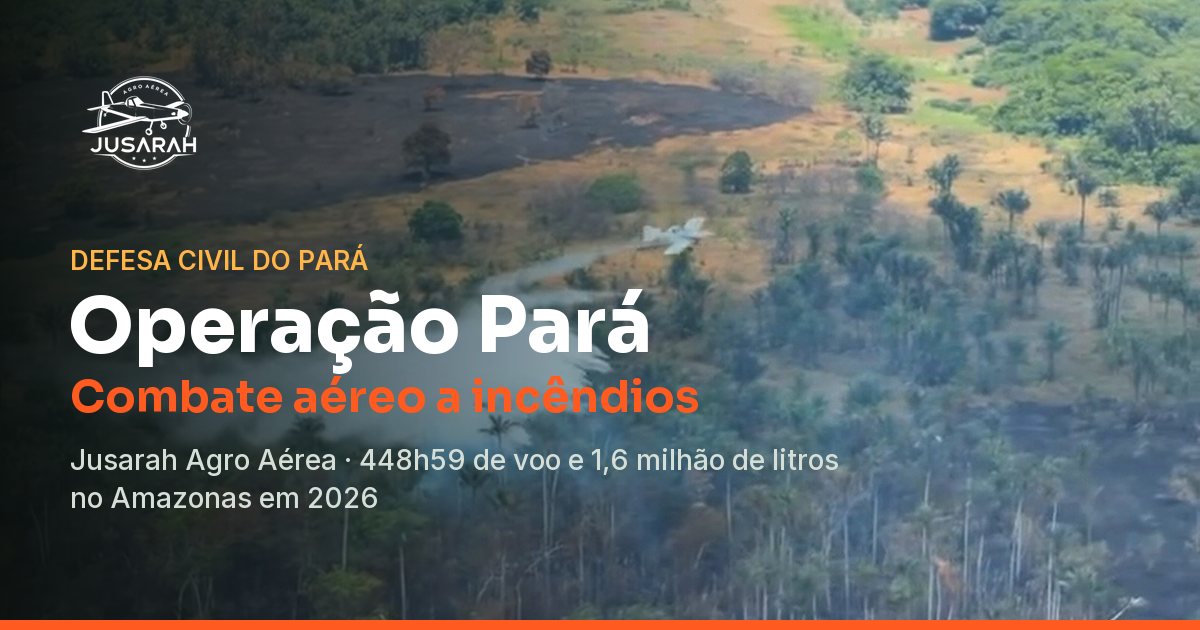 AGRO AÉREA
JUSARAH
DEFESA CIVIL DO PARÁ
Operação Pará
Combate aéreo a incêndios
Jusarah Agro Aérea · 448h59 de voo e 1,6 milhão de litros
no Amazonas em 2026